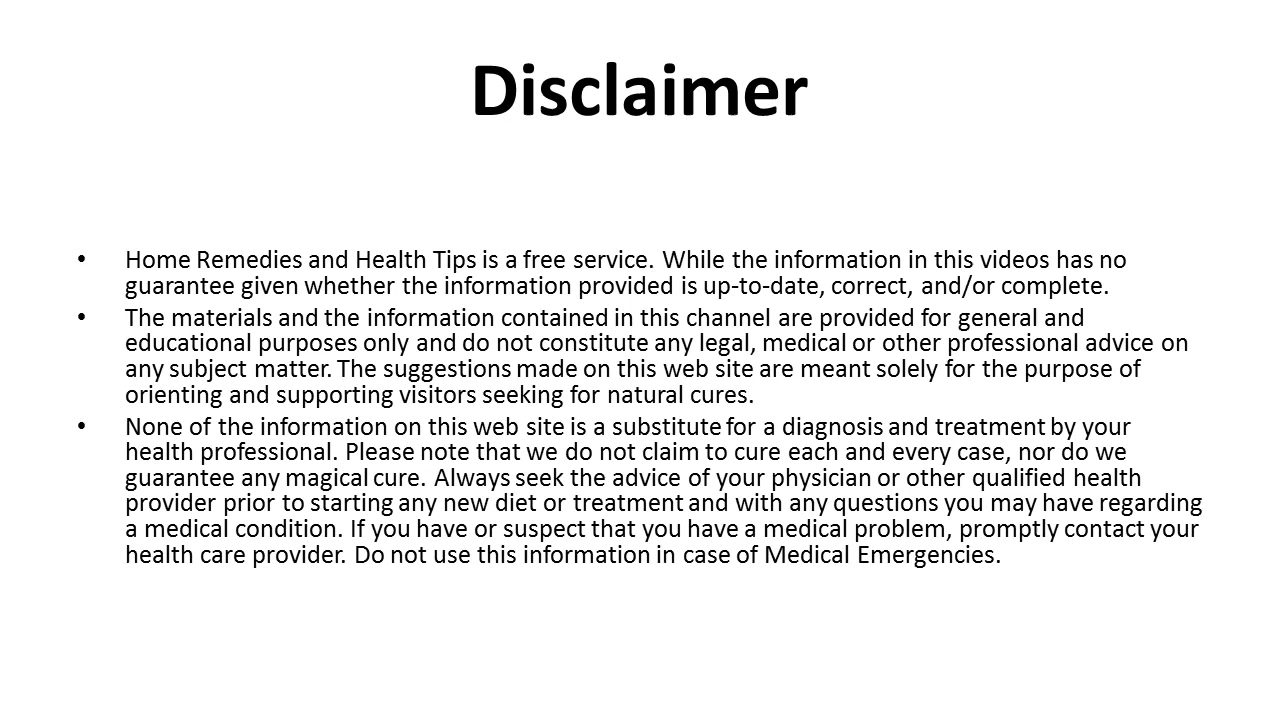 Disclaimer
• Home Remedies and Health Tips is a free service. While the information in this videos has no
guarantee given whether the information provided is up-to-date, correct, and/or complete.
• The materials and the information contained in this channel are provided for general and
educational purposes only and do not constitute any legal, medical or other professional advice on
any subject matter. The suggestions made on this web site are meant solely for the purpose of
orienting and supporting visitors seeking for natural cures.
• None of the information on this web site is a substitute for a diagnosis and treatment by your
health professional. Please note that we do not claim to cure each and every case, nor do we
guarantee any magical cure. Always seek the advice of your physician or other qualified health
provider prior to starting any new diet or treatment and with any questions you may have regarding
a medical condition. If you have or suspect that you have a medical problem, promptly contact your
health care provider. Do not use this information in case of Medical Emergencies.